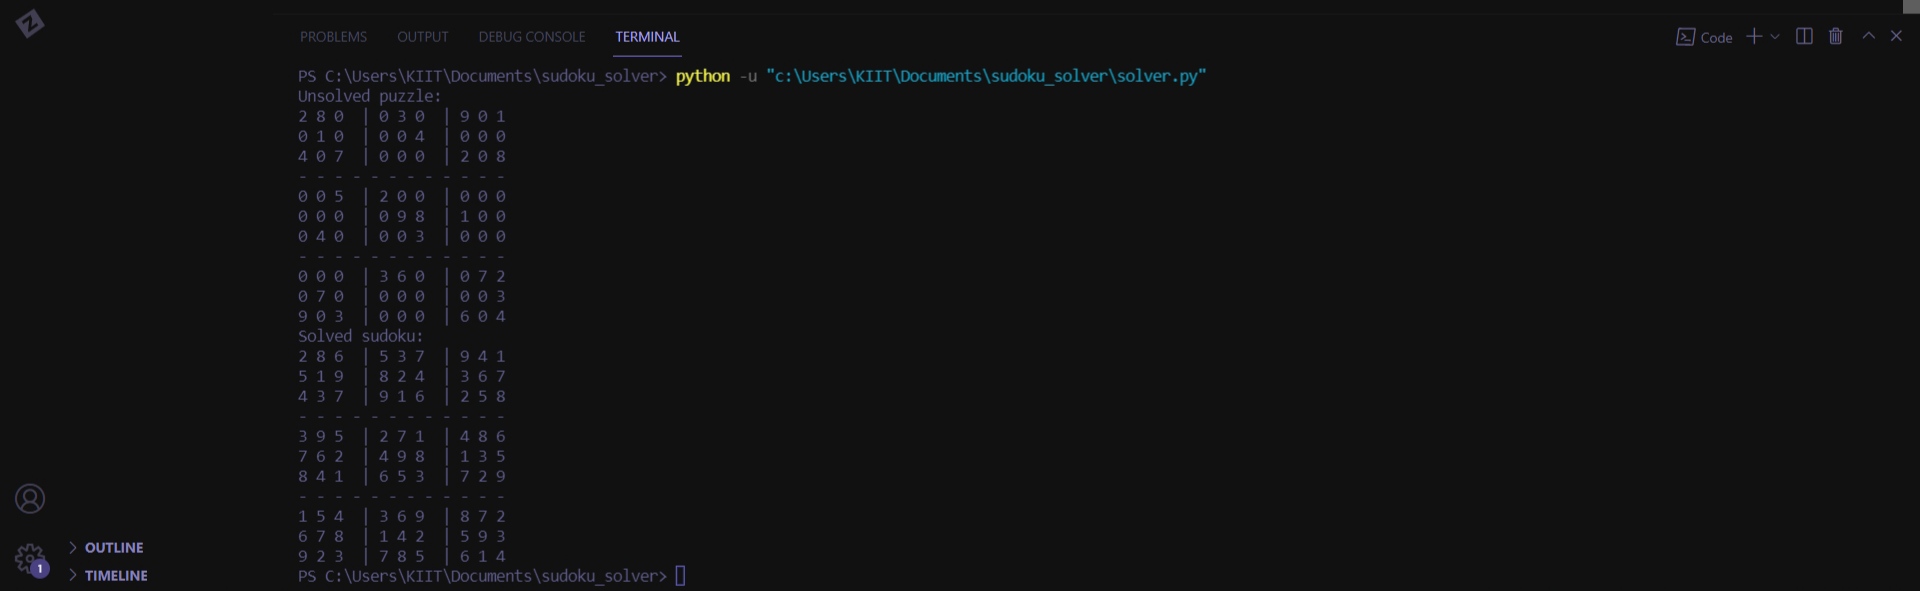 PROBLEMS OUTPUT DEBUG CONSOLE TERMINAL Code
PS C:\Users\KIIT\Documents\sudoku_solver> python -u "c:\Users\KIIT\Documents\sudoku_solver\solver.py"
Unsolved puzzle:
2 8 0 | 0 3 0 | 9 0 1
0 1 0 | 0 0 4 | 0 0 0
4 0 7 | 0 0 0 | 2 0 8
- - - - - - - - - - - -
0 0 5 | 2 0 0 | 0 0 0
0 0 0 | 0 9 8 | 1 0 0
0 4 0 | 0 0 3 | 0 0 0
- - - - - - - - - - - -
0 0 0 | 3 6 0 | 0 7 2
0 7 0 | 0 0 0 | 0 0 3
9 0 3 | 0 0 0 | 6 0 4
Solved sudoku:
2 8 6 | 5 3 7 | 9 4 1
5 1 9 | 8 2 4 | 3 6 7
4 3 7 | 9 1 6 | 2 5 8
- - - - - - - - - - - -
3 9 5 | 2 7 1 | 4 8 6
7 6 2 | 4 9 8 | 1 3 5
8 4 1 | 6 5 3 | 7 2 9
- - - - - - - - - - - -
1 5 4 | 3 6 9 | 8 7 2
6 7 8 | 1 4 2 | 5 9 3
9 2 3 | 7 8 5 | 6 1 4
PS C:\Users\KIIT\Documents\sudoku_solver>
OUTLINE
1
TIMELINE